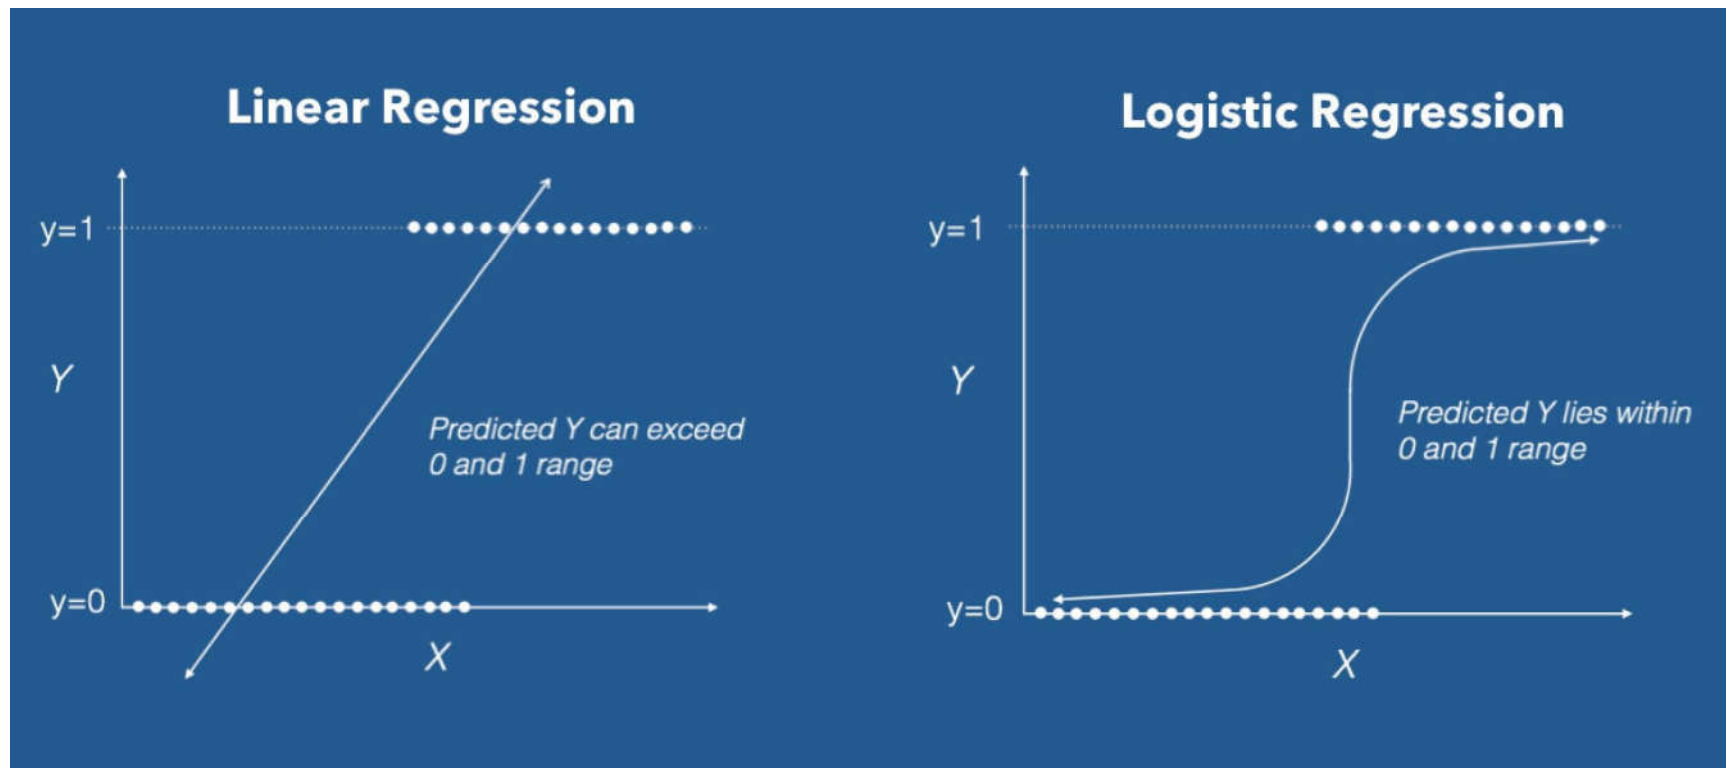 Linear Regression
y=1
Y
Predicted Y can exceed
0 and 1 range
y=0
X
Logistic Regression
y=1
Y
Predicted Y lies within
0 and 1 range
y=0
X